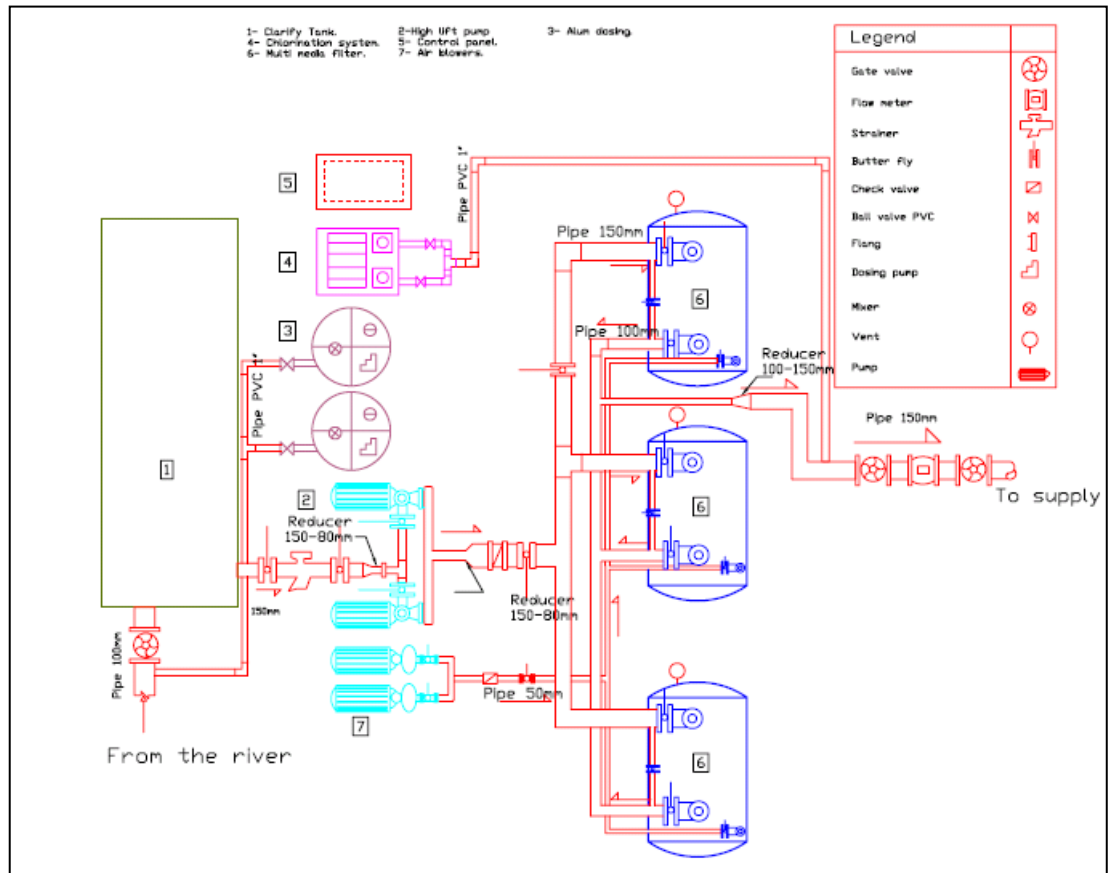 1- Clarify Tank. 2-High lift pump 3- Alum dosing.
4- Chlorination system. 5- Control panel.
6- Multi media filter. 7- Air blowers.
Legend
Gate valve
Flow meter
Strainer
Butter fly
Check valve
Ball valve PVC
Flang
Dosing pump
Mixer
Vent
Pump
Pipe PVC 1"
5
4
Pipe 150mm
6
3
Pipe 100mm
Reducer
100-150mm
Pipe PVC 1"
Pipe 150mm
1
2
To supply
Reducer
150-80mm
6
150mm
Reducer
150-80mm
Pipe 100mm
Pipe 50mm
7
From the river
6